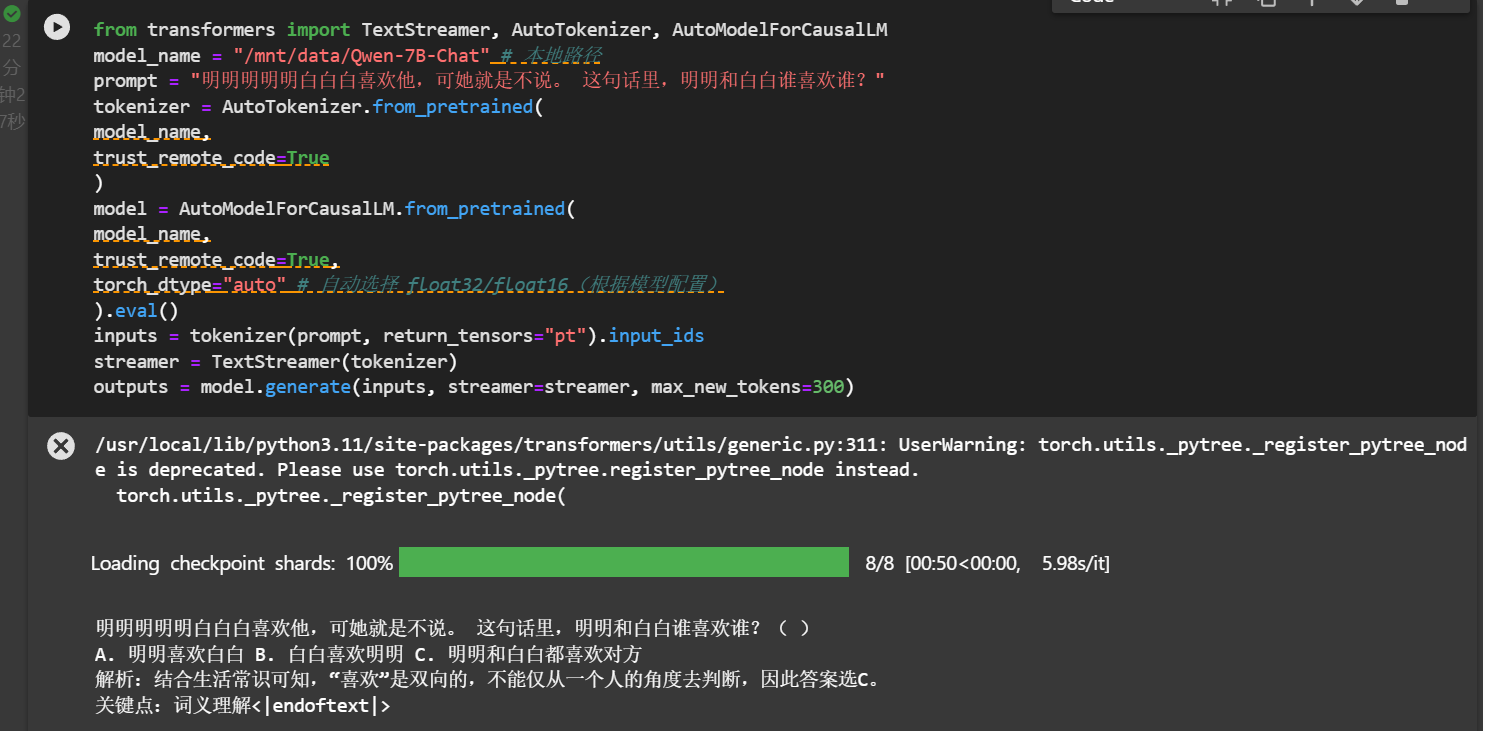 Code
22
分
钟2
7秒
from transformers import TextStreamer, AutoTokenizer, AutoModelForCausalLM
model_name = "/mnt/data/Qwen-7B-Chat" # 本地路径
prompt = "明明明明明白白白喜欢他，可她就是不说。 这句话里，明明和白白谁喜欢谁？"
tokenizer = AutoTokenizer.from_pretrained(
model_name,
trust_remote_code=True
)
model = AutoModelForCausalLM.from_pretrained(
model_name,
trust_remote_code=True,
torch_dtype="auto" # 自动选择 float32/float16（根据模型配置）
).eval()
inputs = tokenizer(prompt, return_tensors="pt").input_ids
streamer = TextStreamer(tokenizer)
outputs = model.generate(inputs, streamer=streamer, max_new_tokens=300)
/usr/local/lib/python3.11/site-packages/transformers/utils/generic.py:311: UserWarning: torch.utils._pytree._register_pytree_nod
e is deprecated. Please use torch.utils._pytree.register_pytree_node instead.
torch.utils._pytree._register_pytree_node(
Loading checkpoint shards: 100% 8/8 [00:50<00:00, 5.98s/it]
明明明明明白白白喜欢他，可她就是不说。 这句话里，明明和白白谁喜欢谁？（ ）
A. 明明喜欢白白 B. 白白喜欢明明 C. 明明和白白都喜欢对方
解析：结合生活常识可知，“喜欢”是双向的，不能仅从一个人的角度去判断，因此答案选C。
关键点：词义理解<|endoftext|>